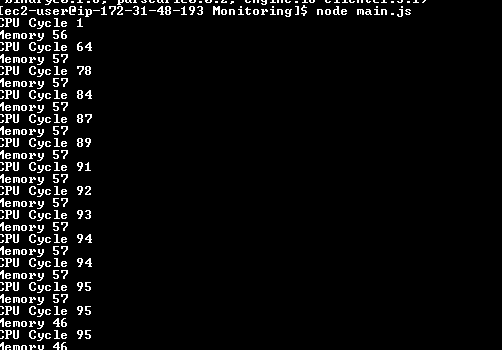 [ec2-user@ip-172-31-48-193 Monitoring]$ node main.js
CPU Cycle 1
Memory 56
CPU Cycle 64
Memory 57
CPU Cycle 78
Memory 57
CPU Cycle 84
Memory 57
CPU Cycle 87
Memory 57
CPU Cycle 89
Memory 57
CPU Cycle 91
Memory 57
CPU Cycle 92
Memory 57
CPU Cycle 93
Memory 57
CPU Cycle 94
Memory 57
CPU Cycle 94
Memory 57
CPU Cycle 95
Memory 57
CPU Cycle 95
Memory 46
CPU Cycle 95
Memory 46